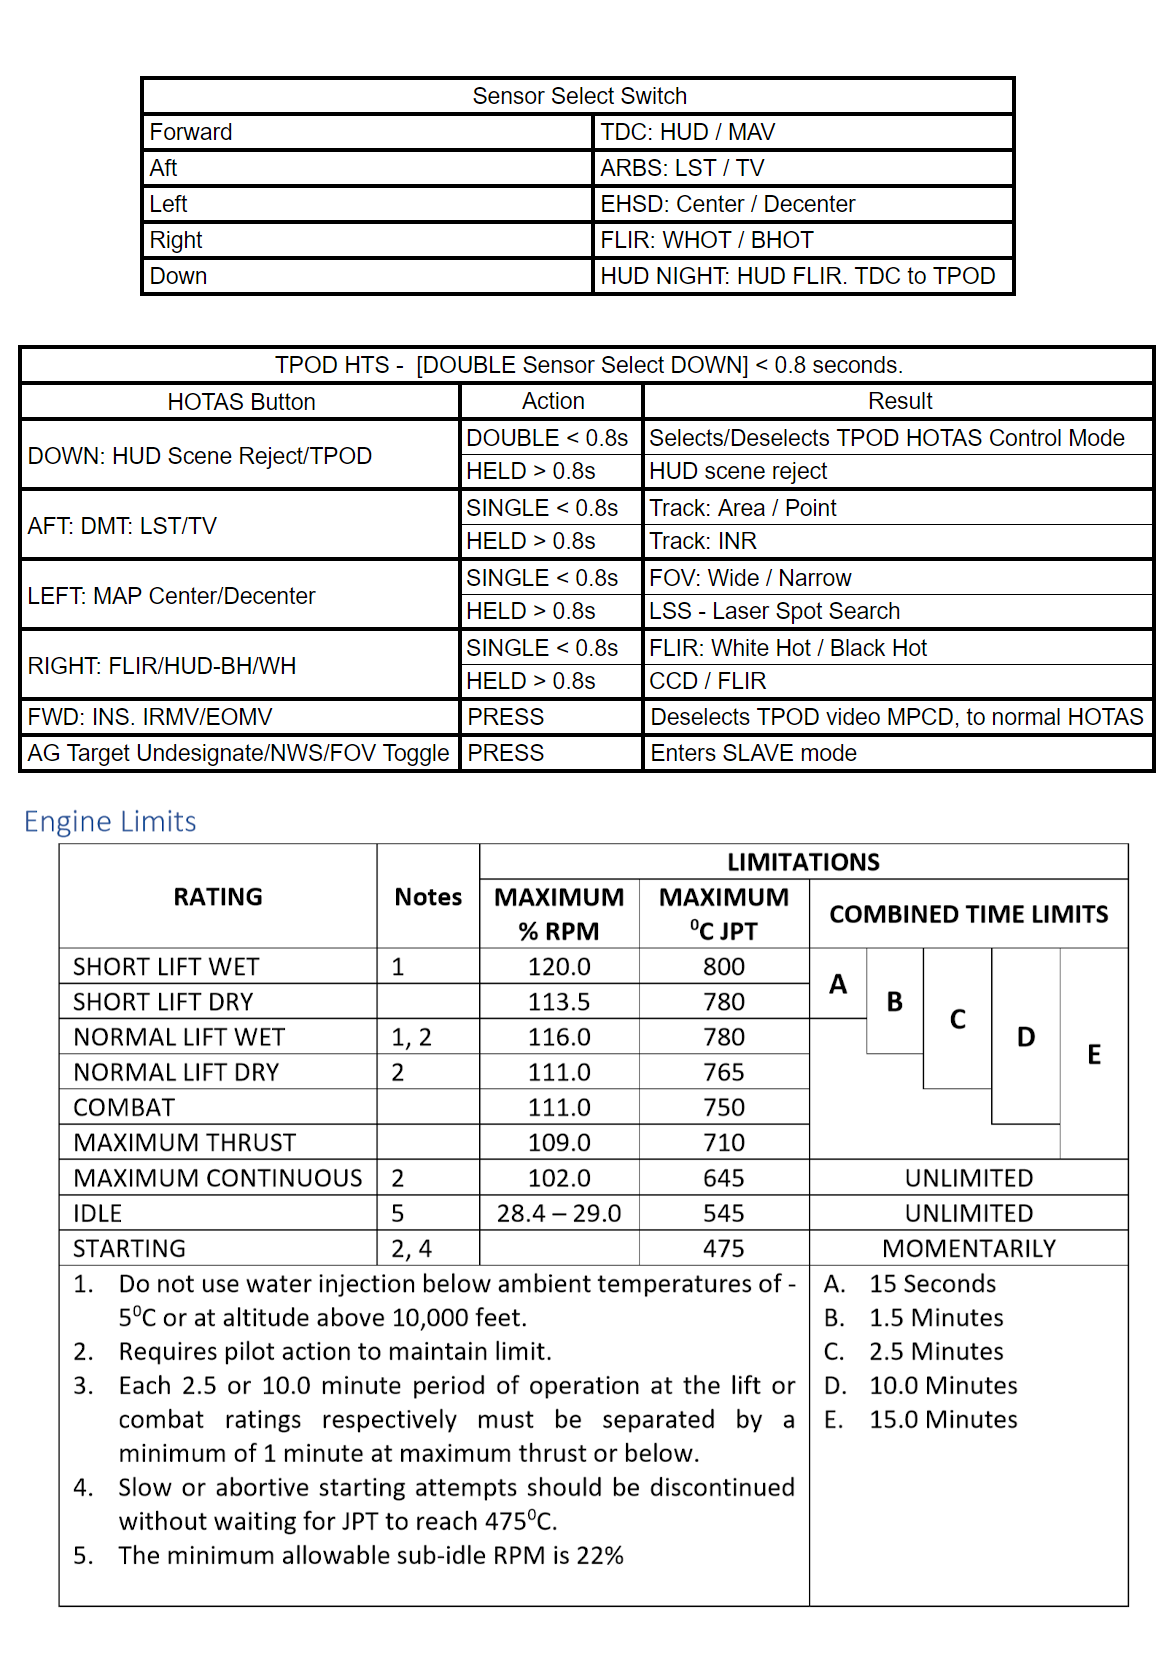 Sensor Select Switch
Forward TDC: HUD / MAV
Aft ARBS: LST / TV
Left EHSD: Center / Decenter
Right FLIR: WHOT / BHOT
Down HUD NIGHT: HUD FLIR. TDC to TPOD
TPOD HTS - [DOUBLE Sensor Select DOWN] < 0.8 seconds.
HOTAS Button Action Result
DOWN: HUD Scene Reject/TPOD DOUBLE < 0.8s Selects/Deselects TPOD HOTAS Control Mode
HELD > 0.8s HUD scene reject
AFT: DMT: LST/TV SINGLE < 0.8s Track: Area / Point
HELD > 0.8s Track: INR
LEFT: MAP Center/Decenter SINGLE < 0.8s FOV: Wide / Narrow
HELD > 0.8s LSS - Laser Spot Search
RIGHT: FLIR/HUD-BH/WH SINGLE < 0.8s FLIR: White Hot / Black Hot
HELD > 0.8s CCD / FLIR
FWD: INS. IRMV/EOMV PRESS Deselects TPOD video MPCD, to normal HOTAS
AG Target Undesignate/NWS/FOV Toggle PRESS Enters SLAVE mode
Engine Limits
RATING Notes LIMITATIONS
MAXIMUM % RPM MAXIMUM ⁰C JPT COMBINED TIME LIMITS
SHORT LIFT WET 1 120.0 800 A B C D E
SHORT LIFT DRY 113.5 780
NORMAL LIFT WET 1, 2 116.0 780
NORMAL LIFT DRY 2 111.0 765
COMBAT 111.0 750
MAXIMUM THRUST 109.0 710
MAXIMUM CONTINUOUS 2 102.0 645 UNLIMITED
IDLE 5 28.4 – 29.0 545 UNLIMITED
STARTING 2, 4 475 MOMENTARILY
1. Do not use water injection below ambient temperatures of -
5⁰C or at altitude above 10,000 feet.
2. Requires pilot action to maintain limit.
3. Each 2.5 or 10.0 minute period of operation at the lift or
combat ratings respectively must be separated by a
minimum of 1 minute at maximum thrust or below.
4. Slow or abortive starting attempts should be discontinued
without waiting for JPT to reach 475⁰C.
5. The minimum allowable sub-idle RPM is 22%
A. 15 Seconds
B. 1.5 Minutes
C. 2.5 Minutes
D. 10.0 Minutes
E. 15.0 Minutes